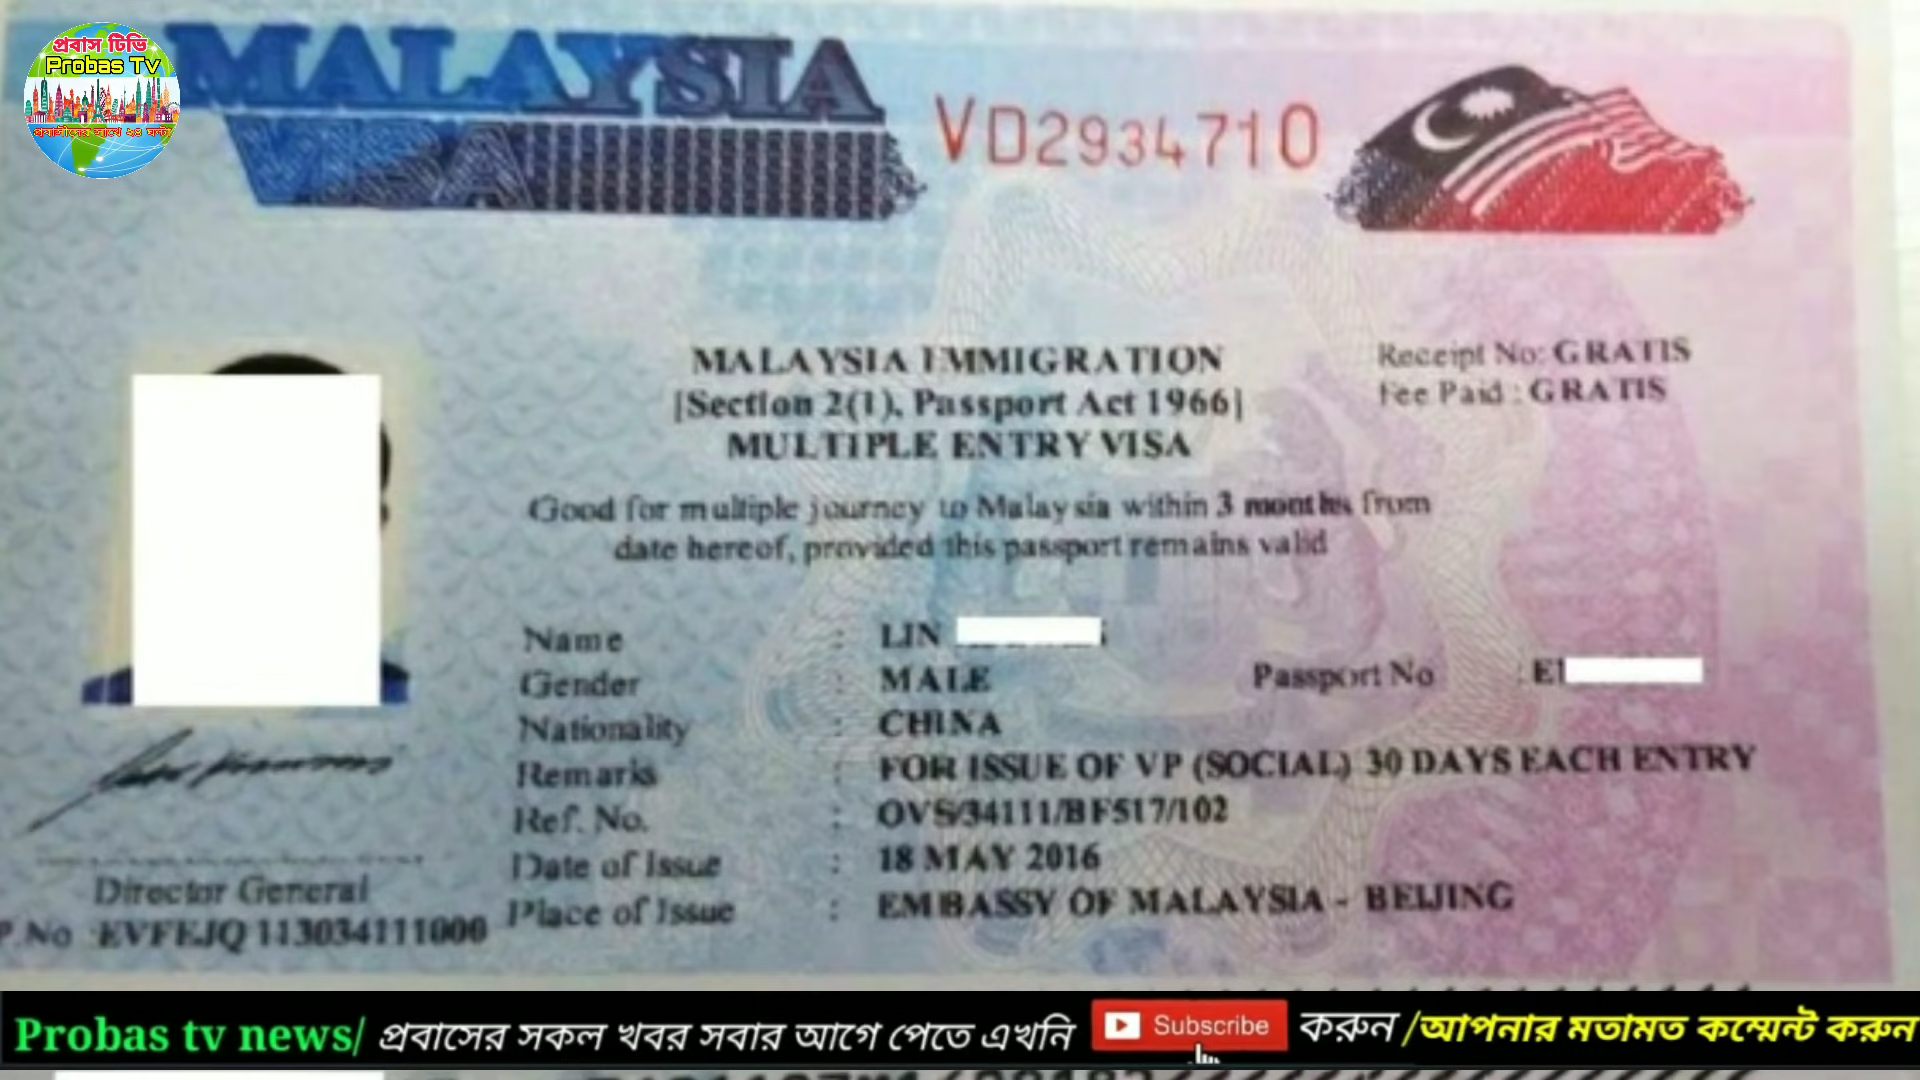 প্রবাস টিভি
Probas Tv
প্রবাসীদের সাথে ২৪ ঘন্টা
MALAYSIA
VISA
VD2934710
MALAYSIA IMMIGRATION
[Section 2(1), Passport Act 1966]
MULTIPLE ENTRY VISA
Receipt No: GRATIS
Fee Paid : GRATIS
Good for multiple journey to Malaysia within 3 months from
date hereof, provided this passport remains valid
Name : LIN
Gender : MALE Passport No : E1
Nationality : CHINA
Remarks : FOR ISSUE OF VP (SOCIAL) 30 DAYS EACH ENTRY
Ref. No. : OVS/34111/BF517/102
Date of Issue : 18 MAY 2016
Place of Issue : EMBASSY OF MALAYSIA - BEIJING
Director General
P.No EVFEJQ 113034111000
Probas tv news/ প্রবাসের সকল খবর সবার আগে পেতে এখনি Subscribe করুন /আপনার মতামত কম্মেন্ট করুন